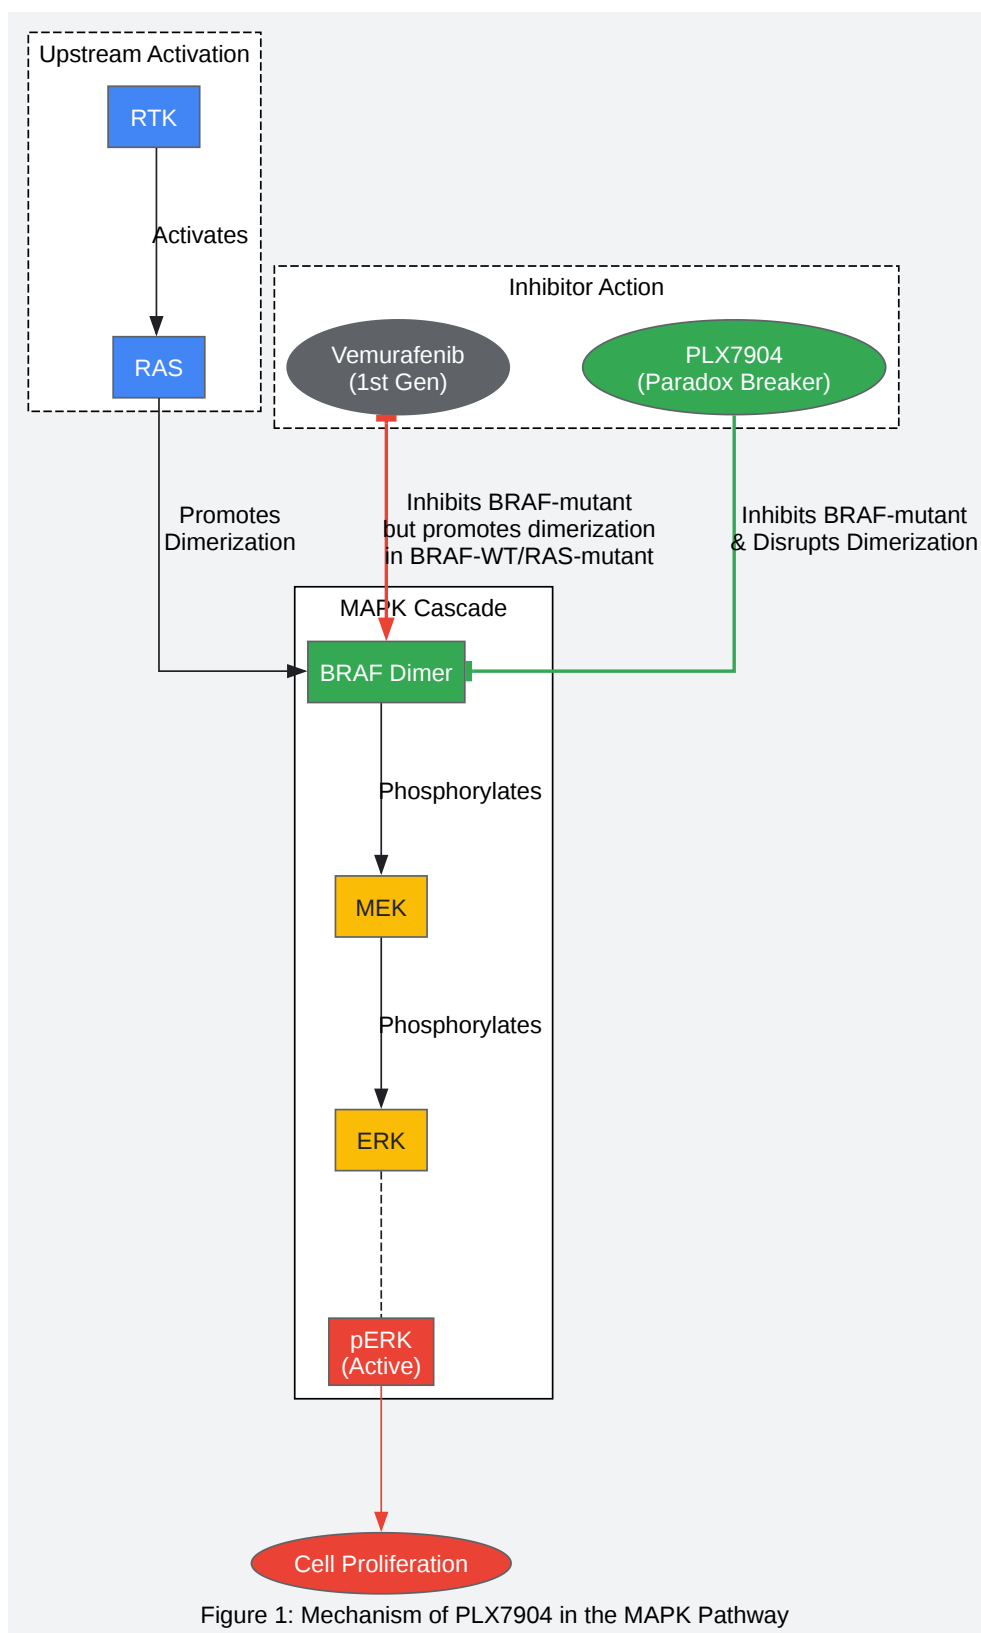 Upstream Activation
RTK
Activates
RAS
Inhibitor Action
Vemurafenib
(1st Gen)
PLX7904
(Paradox Breaker)
Promotes
Dimerization
Inhibits BRAF-mutant
but promotes dimerization
in BRAF-WT/RAS-mutant
Inhibits BRAF-mutant
& Disrupts Dimerization
MAPK Cascade
BRAF Dimer
Phosphorylates
MEK
Phosphorylates
ERK
pERK
(Active)
Cell Proliferation
Figure 1: Mechanism of PLX7904 in the MAPK Pathway